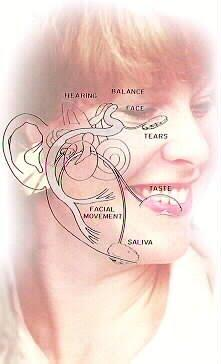 HEARING
BALANCE
FACE
TEARS
TASTE
FACIAL
MOVEMENT
SALIVA